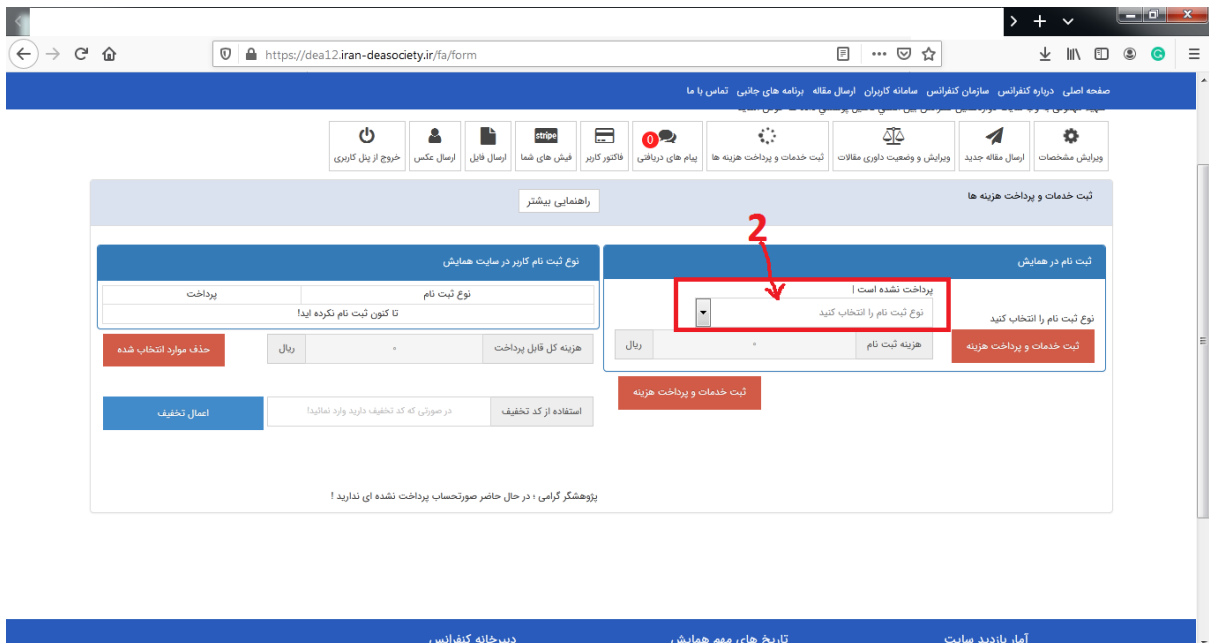 https://dea12.iran-deasociety.ir/fa/form
صفحه اصلی درباره کنفرانس سازمان کنفرانس سامانه کاربران ارسال مقاله برنامه های جانبی تماس با ما
ویرایش مشخصات
ارسال مقاله جدید
ویرایش و وضعیت داوری مقالات
ثبت خدمات و پرداخت هزینه ها
0
پیام های دریافتی
فاکتور کاربر
stripe
فیش های شما
ارسال فایل
ارسال عکس
خروج از پنل کاربری
ثبت خدمات و پرداخت هزینه ها
راهنمایی بیشتر
2
ثبت نام در همایش
پرداخت نشده است |
نوع ثبت نام را انتخاب کنید
نوع ثبت نام را انتخاب کنید
ثبت خدمات و پرداخت هزینه
هزینه ثبت نام
۰
ریال
ثبت خدمات و پرداخت هزینه
نوع ثبت نام کاربر در سایت همایش
نوع ثبت نام
پرداخت
تا کنون ثبت نام نکرده اید!
هزینه کل قابل پرداخت
۰
ریال
حذف موارد انتخاب شده
استفاده از کد تخفیف
در صورتی که کد تخفیف دارید وارد نمائید!
اعمال تخفیف
پژوهشگر گرامی ؛ در حال حاضر صورتحساب پرداخت نشده ای ندارید !
آمار بازدید سایت
تاریخ های مهم همایش
دبیرخانه کنفرانس